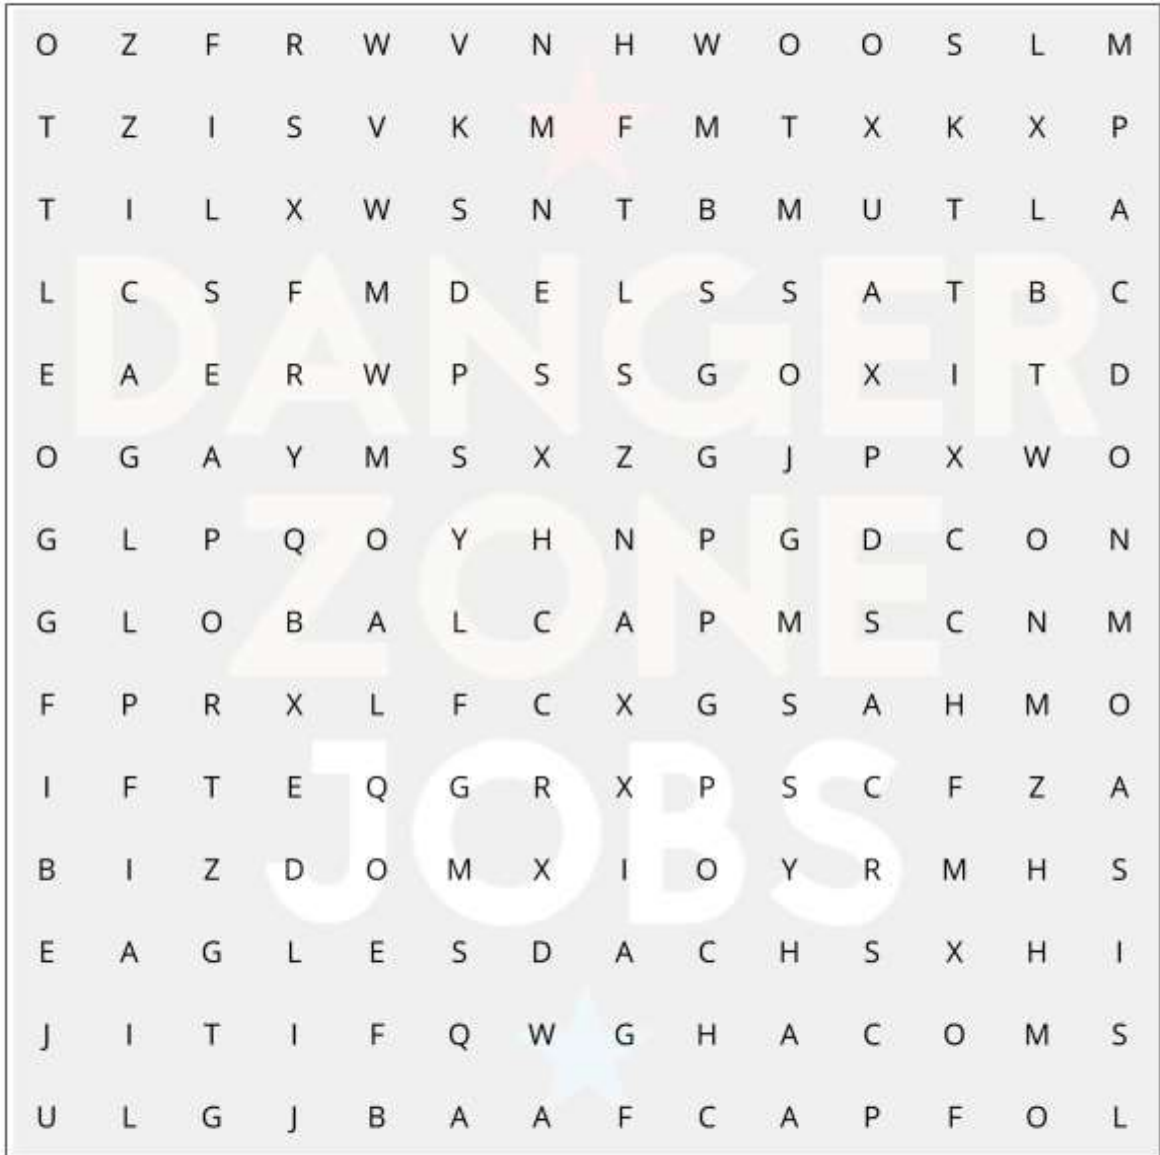 O Z F R W V N H W O O S L M
T Z I S V K M F M T X K X P
T I L X W S N T B M U T L A
L C S F M D E L S S A T B C
E A E R W P S S G O X I T D
O G A Y M S X Z G J P X W O
G L P Q O Y H N P G D C O N
G L O B A L C A P M S C N M
F P R X L F C X G S A H M O
I F T E Q G R X P S C F Z A
B I Z D O M X I O Y R M H S
E A G L E S D A C H S X H I
J I T I F Q W G H A C O M S
U L G J B A A F C A P F O L
DANGER
ZONE
JOBS